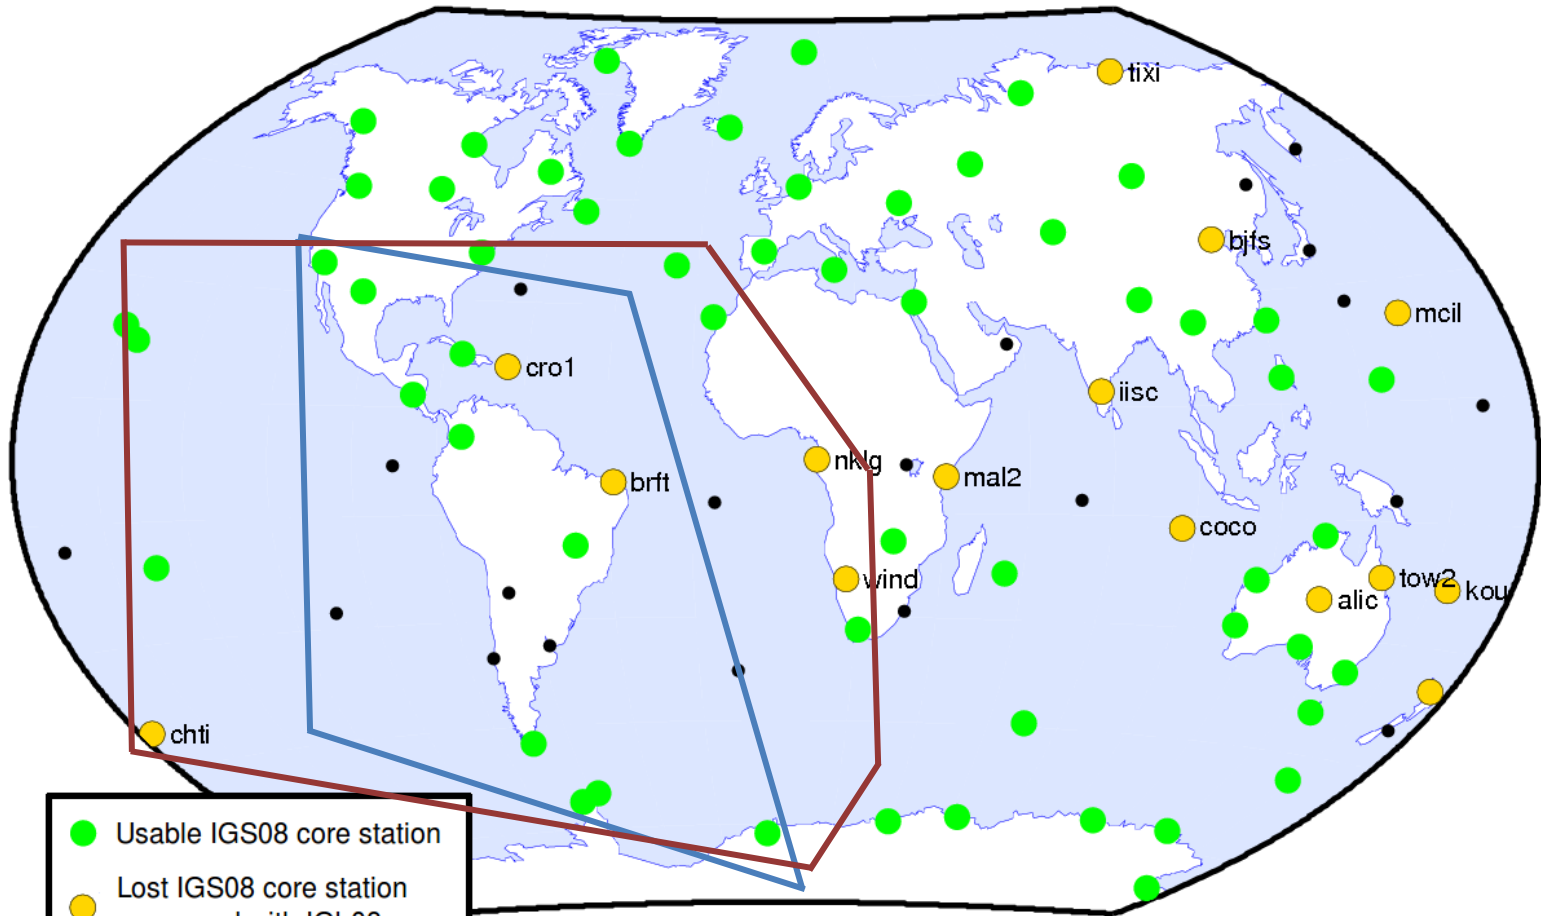 tixi
bjfs
mcil
cro1
iisc
nklg
mal2
brft
coco
wind
tow2
alic
kou
chti
Usable IGS08 core station
Lost IGS08 core station